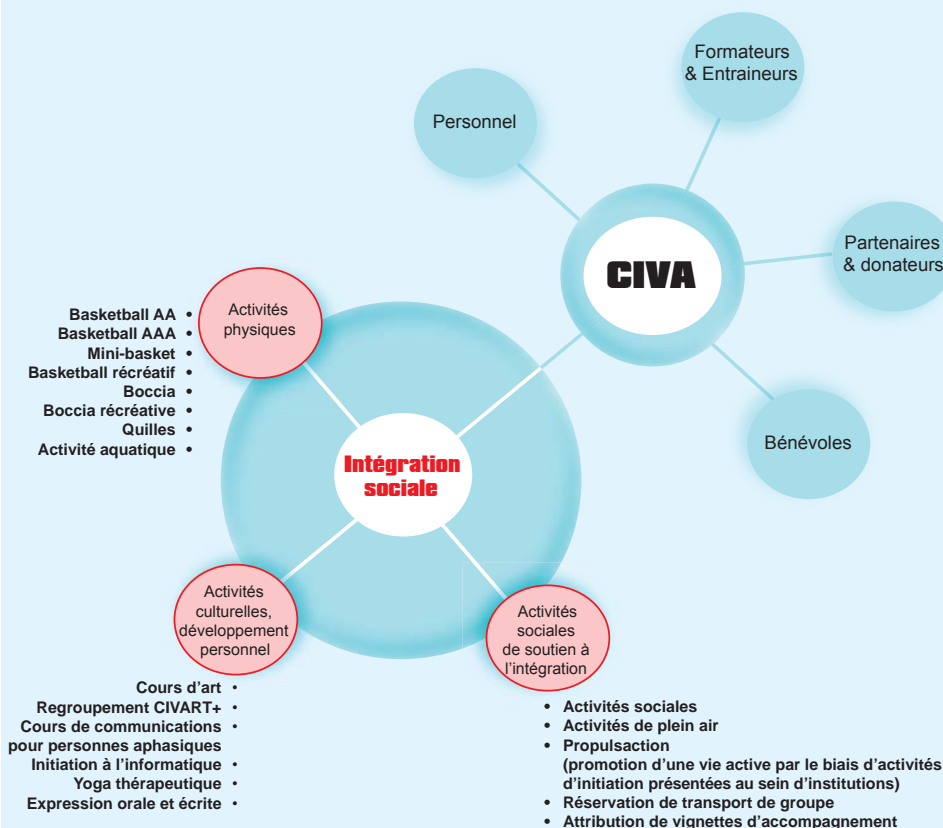 Formateurs
& Entraineurs
Personnel
Partenaires
& donateurs
CIVA
Bénévoles
Activités
physiques
Basketball AA •
Basketball AAA •
Mini-basket •
Basketball récréatif •
Boccia •
Boccia récréative •
Quilles •
Activité aquatique •
Intégration
sociale
Activités
culturelles,
développement
personnel
Cours d'art •
Regroupement CIVART+ •
Cours de communications •
pour personnes aphasiques
Initiation à l'informatique •
Yoga thérapeutique •
Expression orale et écrite •
Activités
sociales
de soutien à
l'intégration
• Activités sociales
• Activités de plein air
• Propulsaction
(promotion d'une vie active par le biais d'activités
d'initiation présentées au sein d'institutions)
• Réservation de transport de groupe
• Attribution de vignettes d'accompagnement